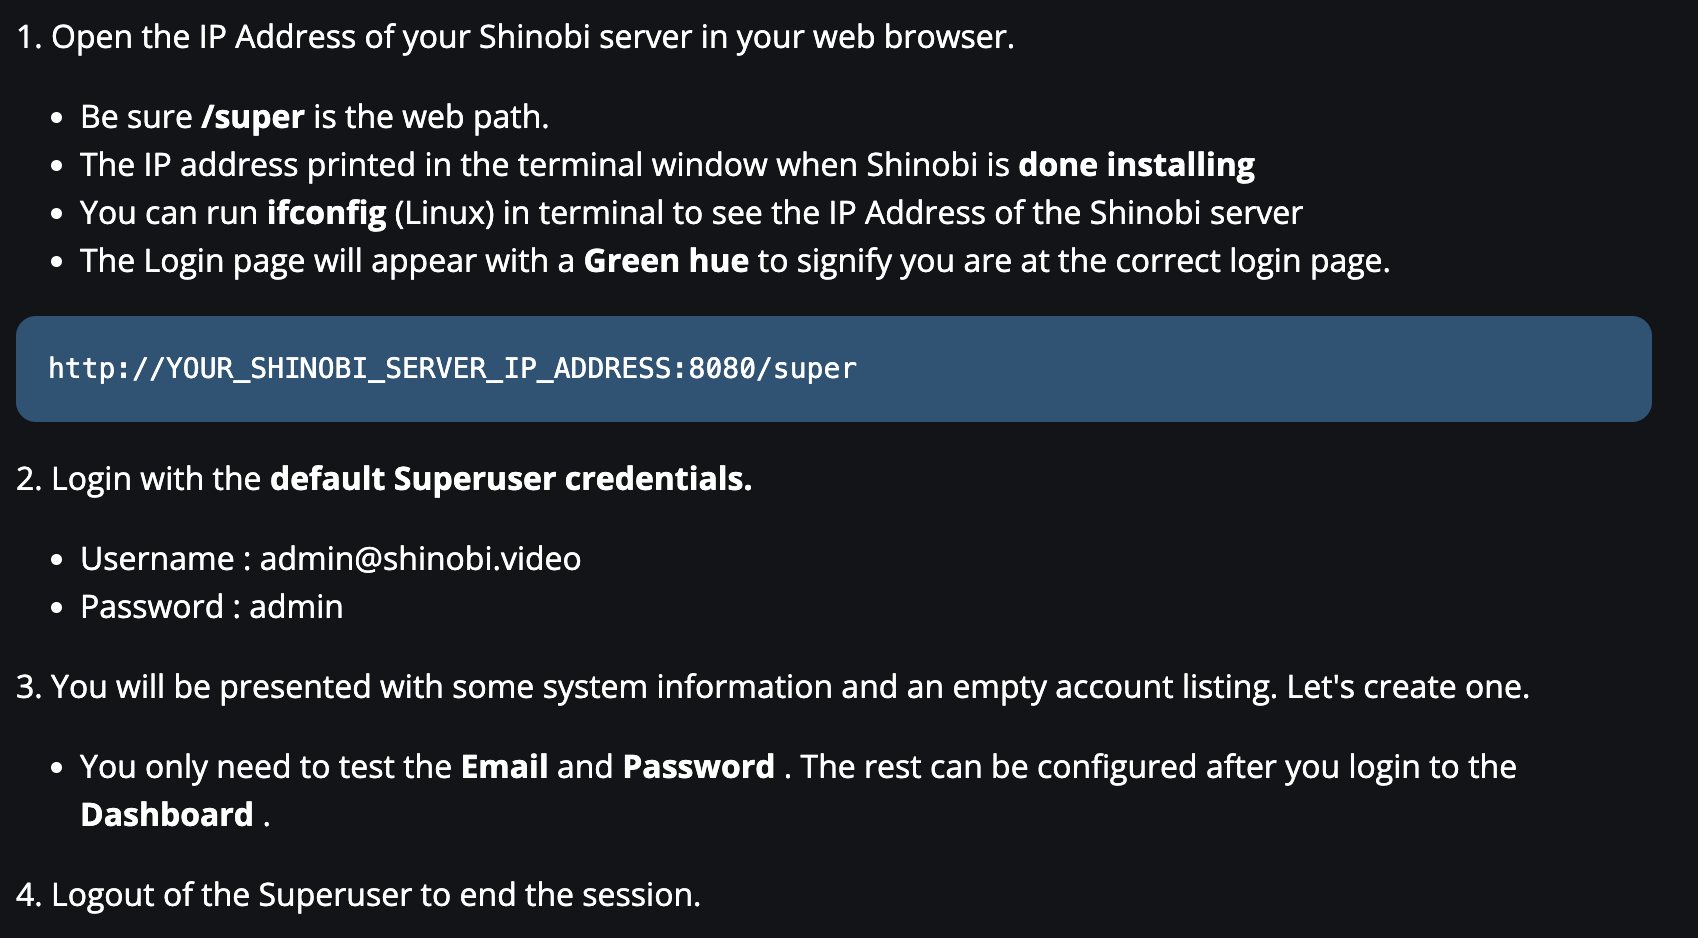 1. Open the IP Address of your Shinobi server in your web browser.
• Be sure /super is the web path.
• The IP address printed in the terminal window when Shinobi is done installing
• You can run ifconfig (Linux) in terminal to see the IP Address of the Shinobi server
• The Login page will appear with a Green hue to signify you are at the correct login page.
http://YOUR_SHINOBI_SERVER_IP_ADDRESS:8080/super
2. Login with the default Superuser credentials.
• Username : admin@shinobi.video
• Password : admin
3. You will be presented with some system information and an empty account listing. Let's create one.
• You only need to test the Email and Password . The rest can be configured after you login to the
Dashboard .
4. Logout of the Superuser to end the session.